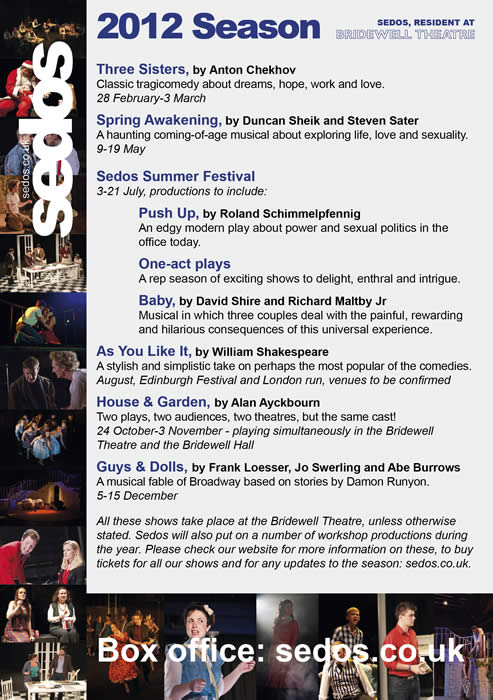 2012 Season
SEDOS, RESIDENT AT
BRIDEWELL THEATRE
sedos
sedos.co.uk
Three Sisters, by Anton Chekhov
Classic tragicomedy about dreams, hope, work and love.
28 February-3 March
Spring Awakening, by Duncan Sheik and Steven Sater
A haunting coming-of-age musical about exploring life, love and sexuality.
9-19 May
Sedos Summer Festival
3-21 July, productions to include:
Push Up, by Roland Schimmelpfennig
An edgy modern play about power and sexual politics in the
office today.
One-act plays
A rep season of exciting shows to delight, enthral and intrigue.
Baby, by David Shire and Richard Maltby Jr
Musical in which three couples deal with the painful, rewarding
and hilarious consequences of this universal experience.
As You Like It, by William Shakespeare
A stylish and simplistic take on perhaps the most popular of the comedies.
August, Edinburgh Festival and London run, venues to be confirmed
House & Garden, by Alan Ayckbourn
Two plays, two audiences, two theatres, but the same cast!
24 October-3 November - playing simultaneously in the Bridewell
Theatre and the Bridewell Hall
Guys & Dolls, by Frank Loesser, Jo Swerling and Abe Burrows
A musical fable of Broadway based on stories by Damon Runyon.
5-15 December
All these shows take place at the Bridewell Theatre, unless otherwise
stated. Sedos will also put on a number of workshop productions during
the year. Please check our website for more information on these, to buy
tickets for all our shows and for any updates to the season: sedos.co.uk.
Box office: sedos.co.uk